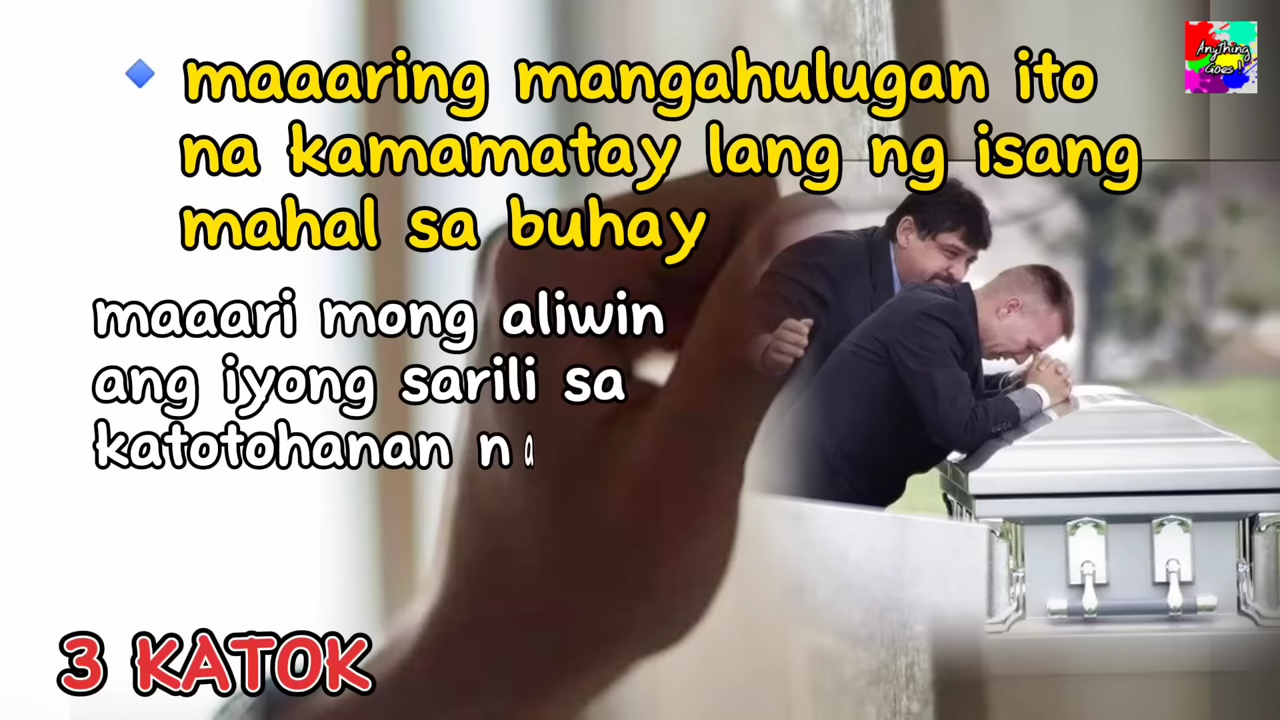 maaaring mangahulugan ito
na kamamatay lang ng isang
mahal sa buhay
maaari mong aliwin
ang iyong sarili sa
katotohanan na
3 KATOK
Anything
Goes!